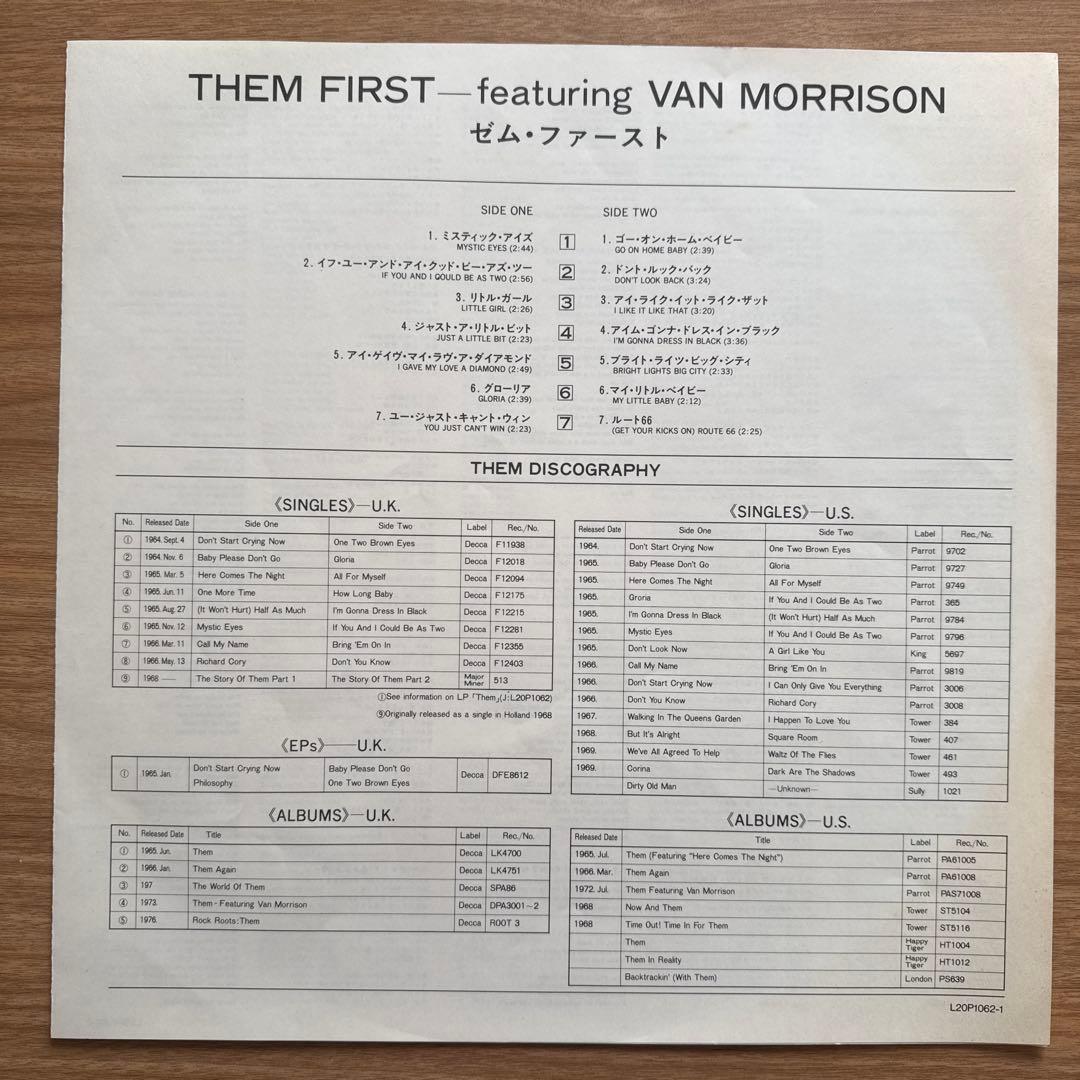 THEM FIRST—featuring VAN MORRISON
ゼム・ファースト
SIDE ONE
1. ミスティック・アイズ
MYSTIC EYES (2:44)
2. イフ・ユー・アンド・アイ・クッド・ビー・アズ・ツー
IF YOU AND I QOULD BE AS TWO (2:56)
3. リトル・ガール
LITTLE GIRL (2:26)
4. ジャスト・ア・リトル・ビット
JUST A LITTLE BIT (2:23)
5. アイ・ゲイヴ・マイ・ラヴ・ア・ダイアモンド
I GAVE MY LOVE A DIAMOND (2:49)
6. グローリア
GLORIA (2:39)
7. ユー・ジャスト・キャント・ウィン
YOU JUST CAN'T WIN (2:23)
1
2
3
4
5
6
7
SIDE TWO
1. ゴー・オン・ホーム・ベイビー
GO ON HOME BABY (2:39)
2. ドント・ルック・バック
DON'T LOOK BACK (3:24)
3. アイ・ライク・イット・ライク・ザット
I LIKE IT LIKE THAT (3:20)
4. アイム・ゴンナ・ドレス・イン・ブラック
I'M GONNA DRESS IN BLACK (3:36)
5. ブライト・ライツ・ビッグ・シティ
BRIGHT LIGHTS BIG CITY (2:33)
6. マイ・リトル・ベイビー
MY LITTLE BABY (2:12)
7. ルート66
(GET YOUR KICKS ON) ROUTE 66 (2:25)
THEM DISCOGRAPHY
《SINGLES》—U.K.
No. Released Date Side One Side Two Label Rec./No.
① 1964. Sept. 4 Don't Start Crying Now One Two Brown Eyes Decca F11938
② 1964. Nov. 6 Baby Please Don't Go Gloria Decca F12018
③ 1965. Mar. 5 Here Comes The Night All For Myself Decca F12094
④ 1965. Jun. 11 One More Time How Long Baby Decca F12175
⑤ 1965. Aug. 27 (It Won't Hurt) Half As Much I'm Gonna Dress In Black Decca F12215
⑥ 1965. Nov. 12 Mystic Eyes If You And I Could Be As Two Decca F12281
⑦ 1966. Mar. 11 Call My Name Bring 'Em On In Decca F12355
⑧ 1966. May. 13 Richard Cory Don't You Know Decca F12403
⑨ 1968 — The Story Of Them Part 1 The Story Of Them Part 2 Major Miner 513
①See information on LP「Them」(J:L20P1062)
⑨Originally released as a single in Holland 1968
《EPs》—U.K.
① 1965. Jan. Don't Start Crying Now Baby Please Don't Go Decca DFE8612
Philosophy One Two Brown Eyes
《ALBUMS》—U.K.
No. Released Date Title Label Rec./No.
① 1965. Jun. Them Decca LK4700
② 1966. Jan. Them Again Decca LK4751
③ 197 The World Of Them Decca SPA86
④ 1973. Them-Featuring Van Morrison Decca DPA3001~2
⑤ 1976. Rock Roots:Them Decca ROOT 3
《SINGLES》—U.S.
Released Date Side One Side Two Label Rec./No.
1964. Don't Start Crying Now One Two Brown Eyes Parrot 9702
1965. Baby Please Don't Go Gloria Parrot 9727
1965. Here Comes The Night All For Myself Parrot 9749
1965. Groria If You And I Could Be As Two Parrot 365
1965. I'm Gonna Dress In Black (It Won't Hurt) Half As Much Parrot 9784
1965. Mystic Eyes If You And I Could Be As Two Parrot 9796
1965. Don't Look Now A Girl Like You King 5697
1966. Call My Name Bring 'Em On In Parrot 9819
1966. Don't Start Crying Now I Can Only Give You Everything Parrot 3006
1966. Don't You Know Richard Cory Parrot 3008
1967. Walking In The Queens Garden I Happen To Love You Tower 384
1968. But It's Alright Square Room Tower 407
1969. We've All Agreed To Help Waltz Of The Flies Tower 461
1969. Corina Dark Are The Shadows Tower 493
Dirty Old Man —Unknown— Sully 1021
《ALBUMS》—U.S.
Released Date Title Label Rec./No.
1965. Jul. Them (Featuring "Here Comes The Night") Parrot PA61005
1966. Mar. Them Again Parrot PA61008
1972. Jul. Them Featuring Van Morrison Parrot PAS71008
1968 Now And Them Tower ST5104
1968 Time Out! Time In For Them Tower ST5116
Them Happy Tiger HT1004
Them In Reality Happy Tiger HT1012
Backtrackin' (With Them) London PS639
L20P1062-1